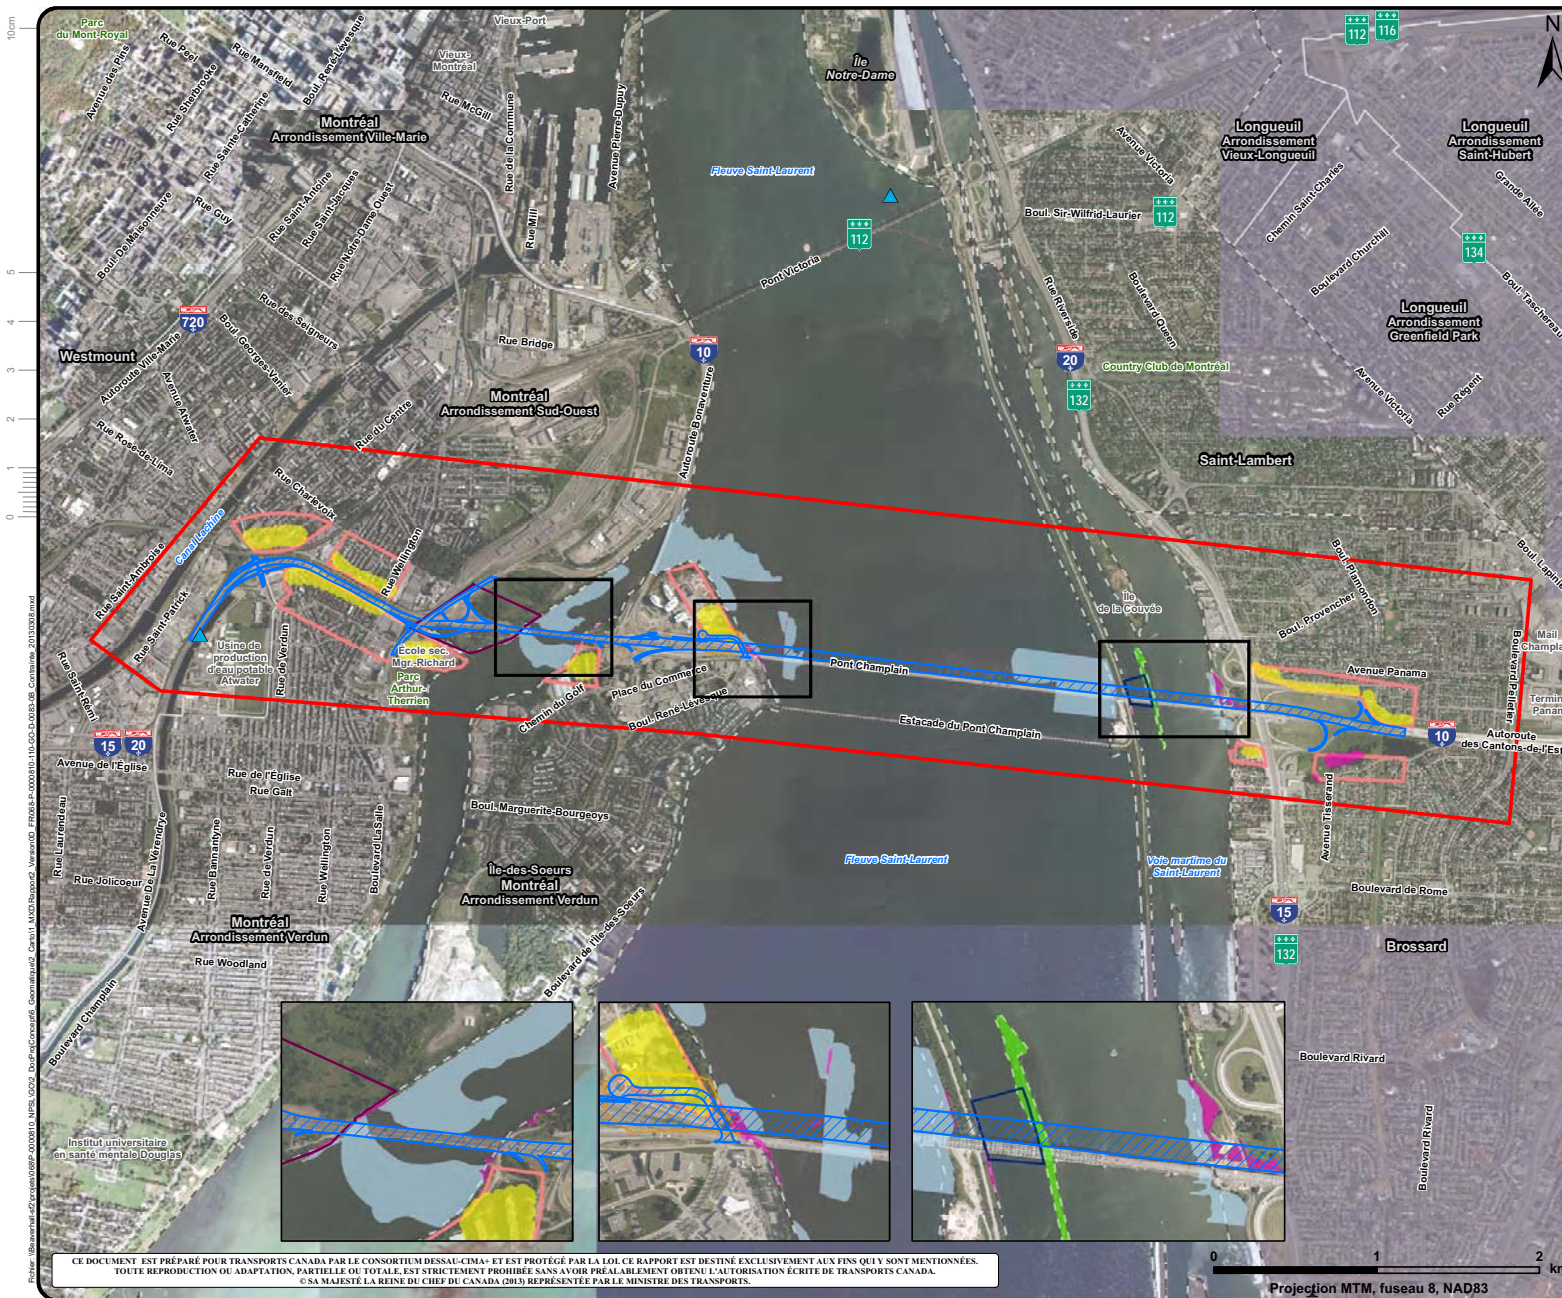 10cm
5
4
3
2
1
0
Parc
du Mont-Royal
Rue Peel
Rue Mansfield
Boul. René-Lévesque
Avenue des Pins
Rue Sherbrooke
Rue Sainte-Catherine
Vieux-Port
Vieux-
Montréal
Rue McGill
Montréal
Arrondissement Ville-Marie
Rue de la Commune
Avenue Pierre-Dupuy
Rue Mill
Île
Notre-Dame
Fleuve Saint-Laurent
112
116
N
Longueuil
Arrondissement
Vieux-Longueuil
Longueuil
Arrondissement
Saint-Hubert
Avenue Victoria
Grande Allée
Chemin Saint-Charles
Boul. Sir-Wilfrid-Laurier
112
112
134
Boulevard Churchill
Boul. Taschereau
Longueuil
Arrondissement
Greenfield Park
Boul. De Maisonneuve
Rue Guy
Rue Saint-Antoine
Rue Saint-Jacques
Rue Notre-Dame Ouest
Pont Victoria
Rue Riverside
Boulevard Queen
720
Rue des Seigneurs
Boul. Georges-Vanier
Rue Bridge
10
20
132
Country Club de Montréal
Avenue Victoria
Rue Régent
Westmount
Autoroute Ville-Marie
Avenue Atwater
Rue Rose-de-Lima
Montréal
Arrondissement Sud-Ouest
Rue du Centre
Autoroute Bonaventure
Saint-Lambert
Rue Charlevoix
Canal Lachine
Rue Saint-Ambroise
Rue Saint-Patrick
Rue Wellington
Rue Saint-Rémi
Usine de
production
d'eau potable
Atwater
Rue de Verdun
École sec.
Mgr.-Richard
Parc
Arthur-
Therrien
Chemin du Golf
Place du Commerce
Boul. René-Lévesque
Pont Champlain
Estacade du Pont Champlain
Île
de la Couvée
Boul. Plamondon
Boul. Provencher
Boul. Lapinière
Avenue Panama
Boulevard Pelletier
Mail
Champlain
Terminus
Panama
10
Autoroute
des Cantons-de-l'Est
15
20
Avenue de l'Église
Rue de l'Église
Rue Galt
Boul. Marguerite-Bourgeoys
Avenue Tisserand
Rue Laurendeau
Rue Jolicoeur
Avenue De La Vérendrye
Rue Bannantyne
Rue de Verdun
Rue Wellington
Boulevard LaSalle
Île-des-Soeurs
Montréal
Arrondissement Verdun
Fleuve Saint-Laurent
Voie martime du
Saint-Laurent
Boulevard de Rome
15
132
Brossard
Montréal
Arrondissement Verdun
Rue Woodland
Boulevard Champlain
Boulevard de l'Île-des-Soeurs
Boulevard Rivard
Boulevard Rivard
Institut universitaire
en santé mentale Douglas
CE DOCUMENT EST PRÉPARÉ POUR TRANSPORTS CANADA PAR LE CONSORTIUM DESSAU-CIMA+ ET EST PROTÉGÉ PAR LA LOI. CE RAPPORT EST DESTINÉ EXCLUSIVEMENT AUX FINS QUI Y SONT MENTIONNÉES.
TOUTE REPRODUCTION OU ADAPTATION, PARTIELLE OU TOTALE, EST STRICTEMENT PROHIBÉE SANS AVOIR PRÉALABLEMENT OBTENU L'AUTORISATION ÉCRITE DE TRANSPORTS CANADA.
© SA MAJESTÉ LA REINE DU CHEF DU CANADA (2013) REPRÉSENTÉE PAR LE MINISTRE DES TRANSPORTS.
0 1 2
km
Projection MTM, fuseau 8, NAD83